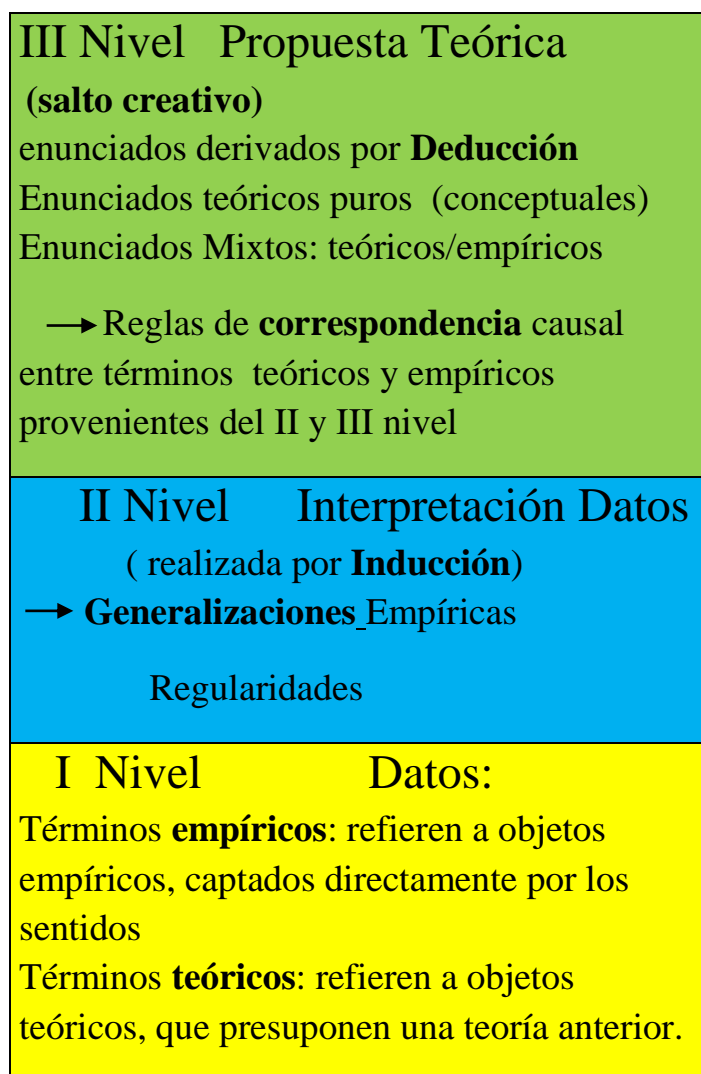 III Nivel Propuesta Teórica
(salto creativo)
enunciados derivados por Deducción
Enunciados teóricos puros (conceptuales)
Enunciados Mixtos: teóricos/empíricos
→ Reglas de correspondencia causal
entre términos teóricos y empíricos
provenientes del II y III nivel
II Nivel Interpretación Datos
( realizada por Inducción)
→ Generalizaciones Empíricas
Regularidades
I Nivel Datos:
Términos empíricos: refieren a objetos
empíricos, captados directamente por los
sentidos
Términos teóricos: refieren a objetos
teóricos, que presuponen una teoría anterior.